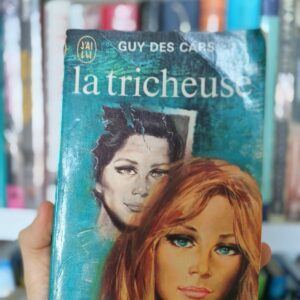 J'AI
LU
GUY DES CARS
la tricheuse